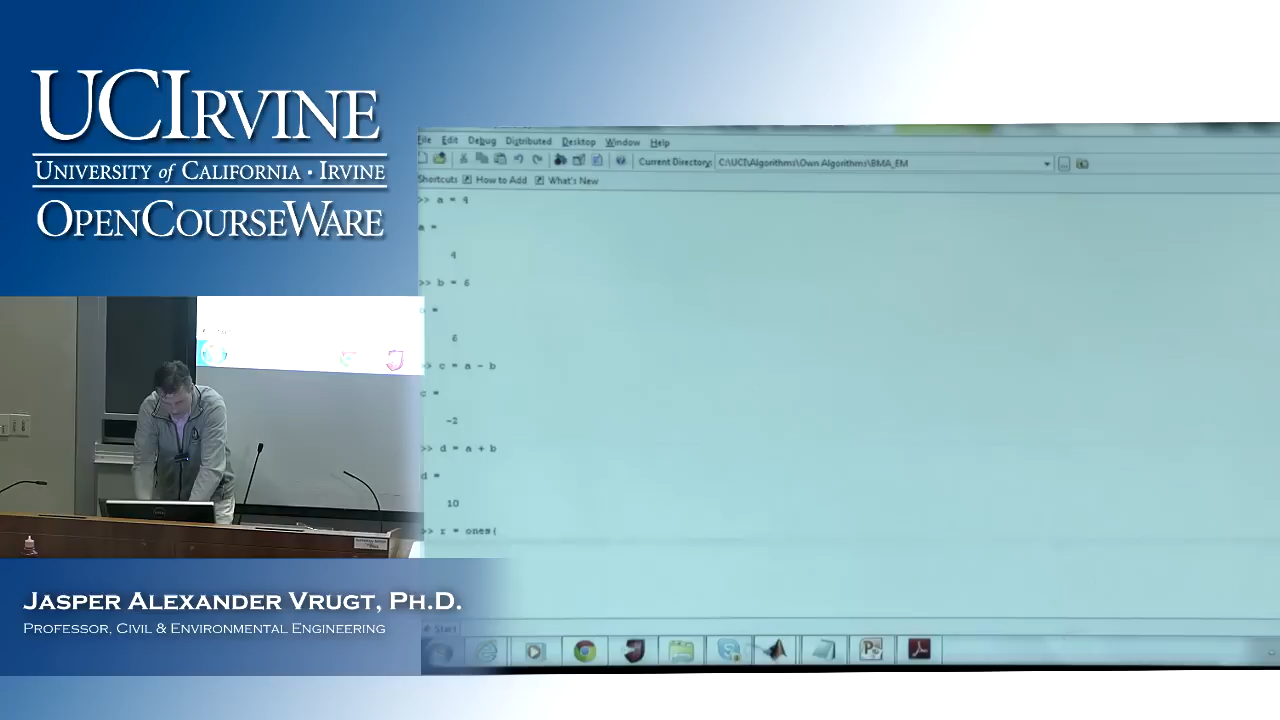 UCIRVINE
UNIVERSITY of CALIFORNIA · IRVINE
OPENCOURSEWARE
File Edit Debug Distributed Desktop Window Help
Current Directory: C:\UCI\Algorithms\Own Algorithms\BMA_EM
Shortcuts How to Add What's New
>> a = 4
a =
4
>> b = 6
b =
6
>> c = a - b
c =
-2
>> d = a + b
d =
10
>> r = ones(
Start
JASPER ALEXANDER VRUGT, PH.D.
PROFESSOR, CIVIL & ENVIRONMENTAL ENGINEERING